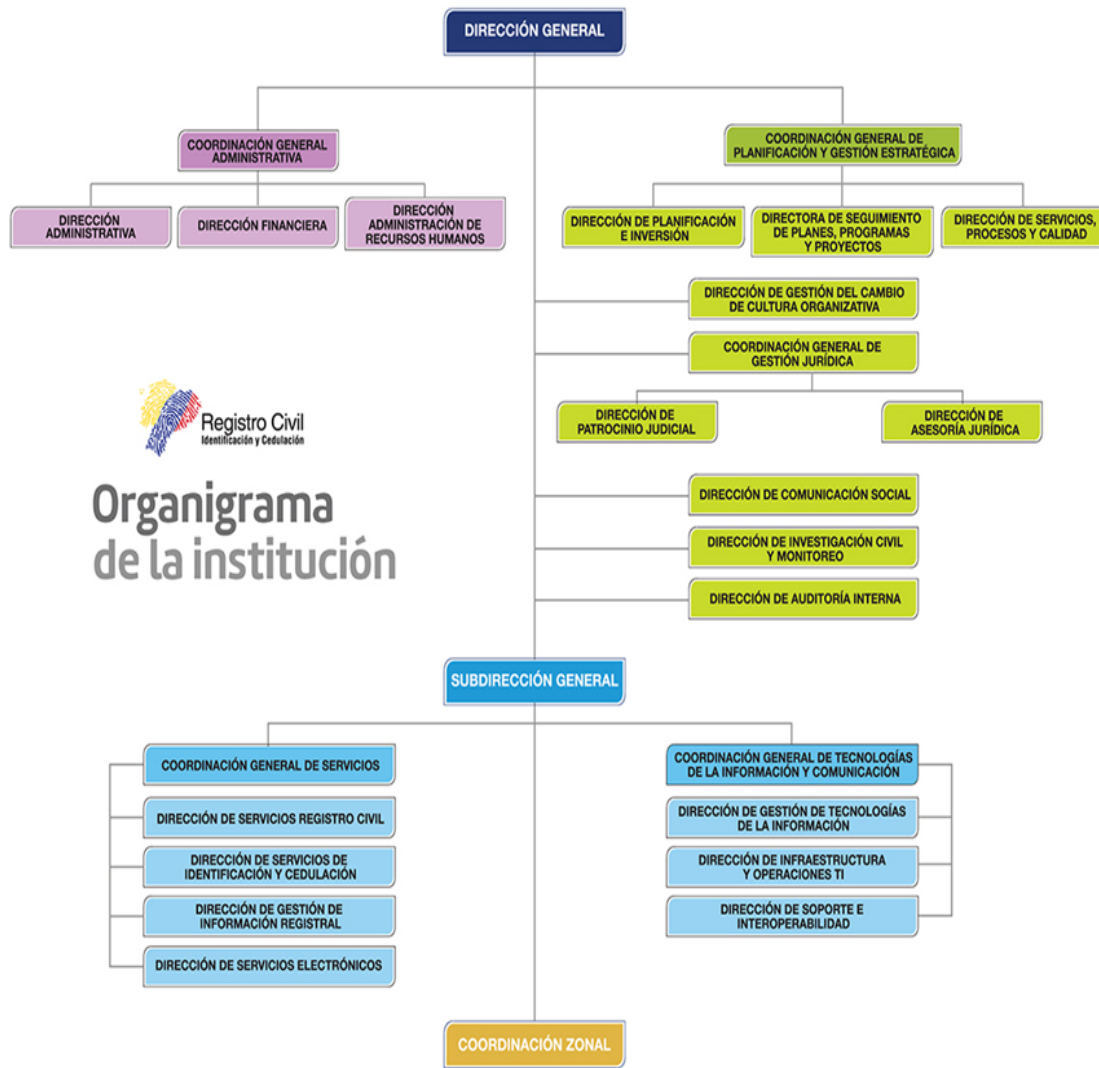 DIRECCIÓN GENERAL
COORDINACIÓN GENERAL
ADMINISTRATIVA
COORDINACIÓN GENERAL DE
PLANIFICACIÓN Y GESTIÓN ESTRATÉGICA
DIRECCIÓN
ADMINISTRATIVA
DIRECCIÓN FINANCIERA
DIRECCIÓN
ADMINISTRACIÓN DE
RECURSOS HUMANOS
DIRECCIÓN DE PLANIFICACIÓN
E INVERSIÓN
DIRECTORA DE SEGUIMIENTO
DE PLANES, PROGRAMAS
Y PROYECTOS
DIRECCIÓN DE SERVICIOS,
PROCESOS Y CALIDAD
DIRECCIÓN DE GESTIÓN DEL CAMBIO
DE CULTURA ORGANIZATIVA
COORDINACIÓN GENERAL DE
GESTIÓN JURÍDICA
DIRECCIÓN DE
PATROCINIO JUDICIAL
DIRECCIÓN DE
ASESORÍA JURÍDICA
Registro Civil
Identificación y Cedulación
Organigrama
de la institución
DIRECCIÓN DE COMUNICACIÓN SOCIAL
DIRECCIÓN DE INVESTIGACIÓN CIVIL
Y MONITOREO
DIRECCIÓN DE AUDITORÍA INTERNA
SUBDIRECCIÓN GENERAL
COORDINACIÓN GENERAL DE SERVICIOS
DIRECCIÓN DE SERVICIOS REGISTRO CIVIL
DIRECCIÓN DE SERVICIOS DE
IDENTIFICACIÓN Y CEDULACIÓN
DIRECCIÓN DE GESTIÓN DE
INFORMACIÓN REGISTRAL
DIRECCIÓN DE SERVICIOS ELECTRÓNICOS
COORDINACIÓN GENERAL DE TECNOLOGÍAS
DE LA INFORMACIÓN Y COMUNICACIÓN
DIRECCIÓN DE GESTIÓN DE TECNOLOGÍAS
DE LA INFORMACIÓN
DIRECCIÓN DE INFRAESTRUCTURA
Y OPERACIONES TI
DIRECCIÓN DE SOPORTE E
INTEROPERABILIDAD
COORDINACIÓN ZONAL